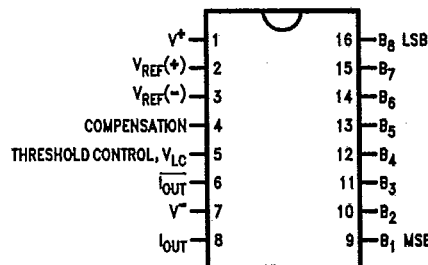 V+ 1 16 B8 LSB
VREF(+) 2 15 B7
VREF(−) 3 14 B6
COMPENSATION 4 13 B5
THRESHOLD CONTROL, VLC 5 12 B4
IOUT 6 11 B3
V− 7 10 B2
IOUT 8 9 B1 MSB